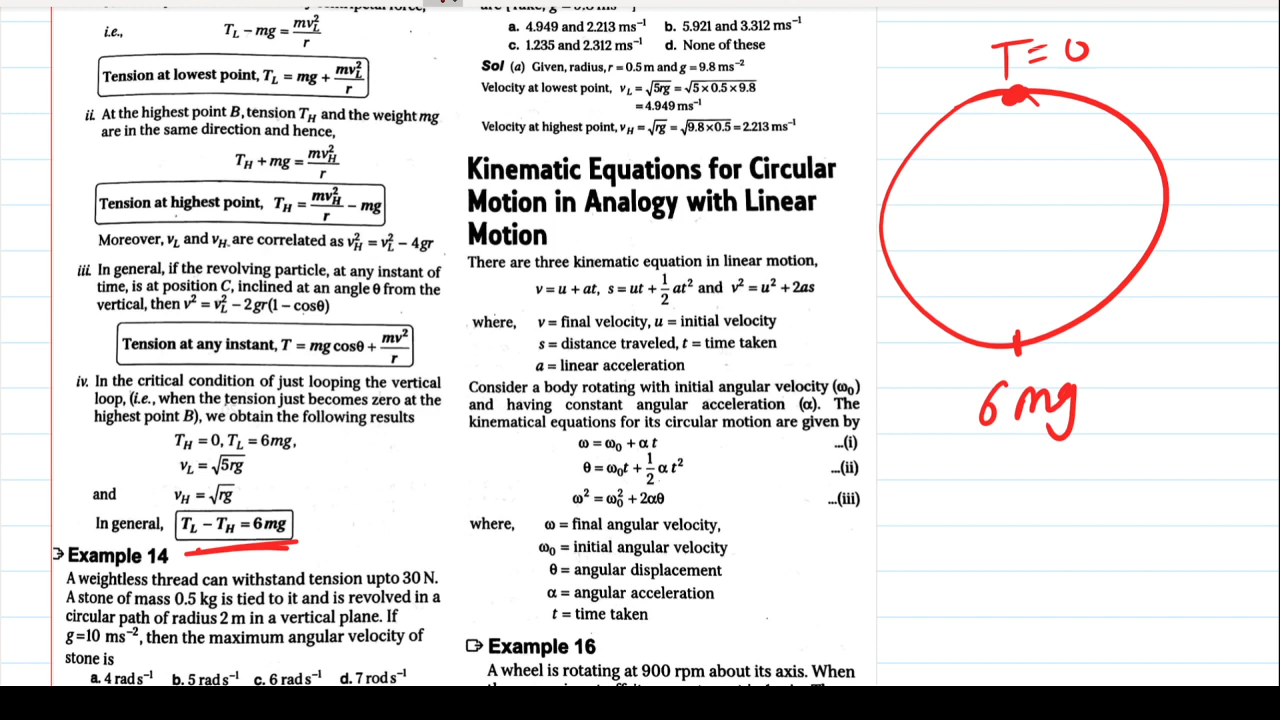 i.e., T_L – mg = mv_L²/r
Tension at lowest point, T_L = mg + mv_L²/r
ii. At the highest point B, tension T_H and the weight mg
are in the same direction and hence,
T_H + mg = mv_H²/r
Tension at highest point, T_H = mv_H²/r – mg
Moreover, v_L and v_H. are correlated as v_H² = v_L² – 4gr
iii. In general, if the revolving particle, at any instant of
time, is at position C, inclined at an angle θ from the
vertical, then v² = v_L² – 2gr(1 – cosθ)
Tension at any instant, T = mg cosθ + mv²/r
iv. In the critical condition of just looping the vertical
loop, (i.e., when the tension just becomes zero at the
highest point B), we obtain the following results
T_H = 0, T_L = 6mg,
v_L = √5rg
and v_H = √rg
In general, T_L – T_H = 6mg
Example 14
A weightless thread can withstand tension upto 30 N.
A stone of mass 0.5 kg is tied to it and is revolved in a
circular path of radius 2 m in a vertical plane. If
g=10 ms⁻², then the maximum angular velocity of
stone is
a. 4 rad s⁻¹ b. 5 rad s⁻¹ c. 6 rad s⁻¹ d. 7 rod s⁻¹
a. 4.949 and 2.213 ms⁻¹ b. 5.921 and 3.312 ms⁻¹
c. 1.235 and 2.312 ms⁻¹ d. None of these
Sol (a) Given, radius, r = 0.5 m and g = 9.8 ms⁻²
Velocity at lowest point, v_L = √5rg = √5 × 0.5 × 9.8
= 4.949 ms⁻¹
Velocity at highest point, v_H = √rg = √9.8×0.5 = 2.213 ms⁻¹
Kinematic Equations for Circular
Motion in Analogy with Linear
Motion
There are three kinematic equation in linear motion,
v = u + at, s = ut + 1/2 at² and v² = u² + 2as
where, v = final velocity, u = initial velocity
s = distance traveled, t = time taken
a = linear acceleration
Consider a body rotating with initial angular velocity (ω₀)
and having constant angular acceleration (α). The
kinematical equations for its circular motion are given by
ω = ω₀ + α t ...(i)
θ = ω₀t + 1/2 α t² ...(ii)
ω² = ω₀² + 2αθ ...(iii)
where, ω = final angular velocity,
ω₀ = initial angular velocity
θ = angular displacement
α = angular acceleration
t = time taken
Example 16
A wheel is rotating at 900 rpm about its axis. When
T = 0
6 mg